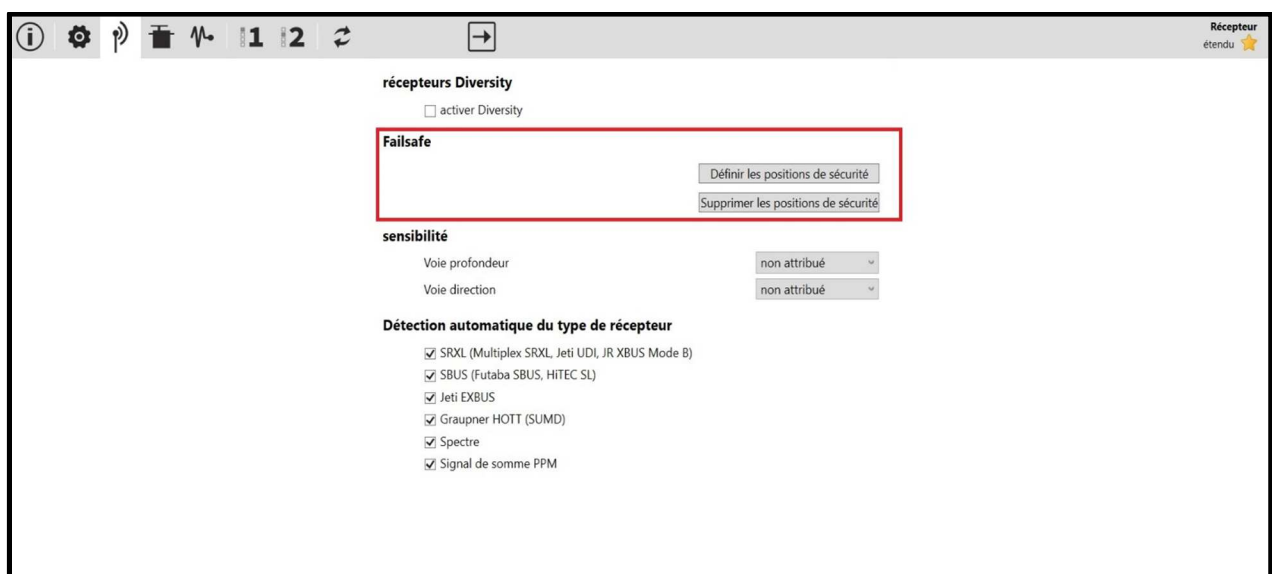 Récepteur
étendu
1 2
récepteurs Diversity
activer Diversity
Failsafe
Définir les positions de sécurité
Supprimer les positions de sécurité
sensibilité
Voie profondeur non attribué
Voie direction non attribué
Détection automatique du type de récepteur
SRXL (Multiplex SRXL, Jeti UDI, JR XBUS Mode B)
SBUS (Futaba SBUS, HiTEC SL)
Jeti EXBUS
Graupner HOTT (SUMD)
Spectre
Signal de somme PPM